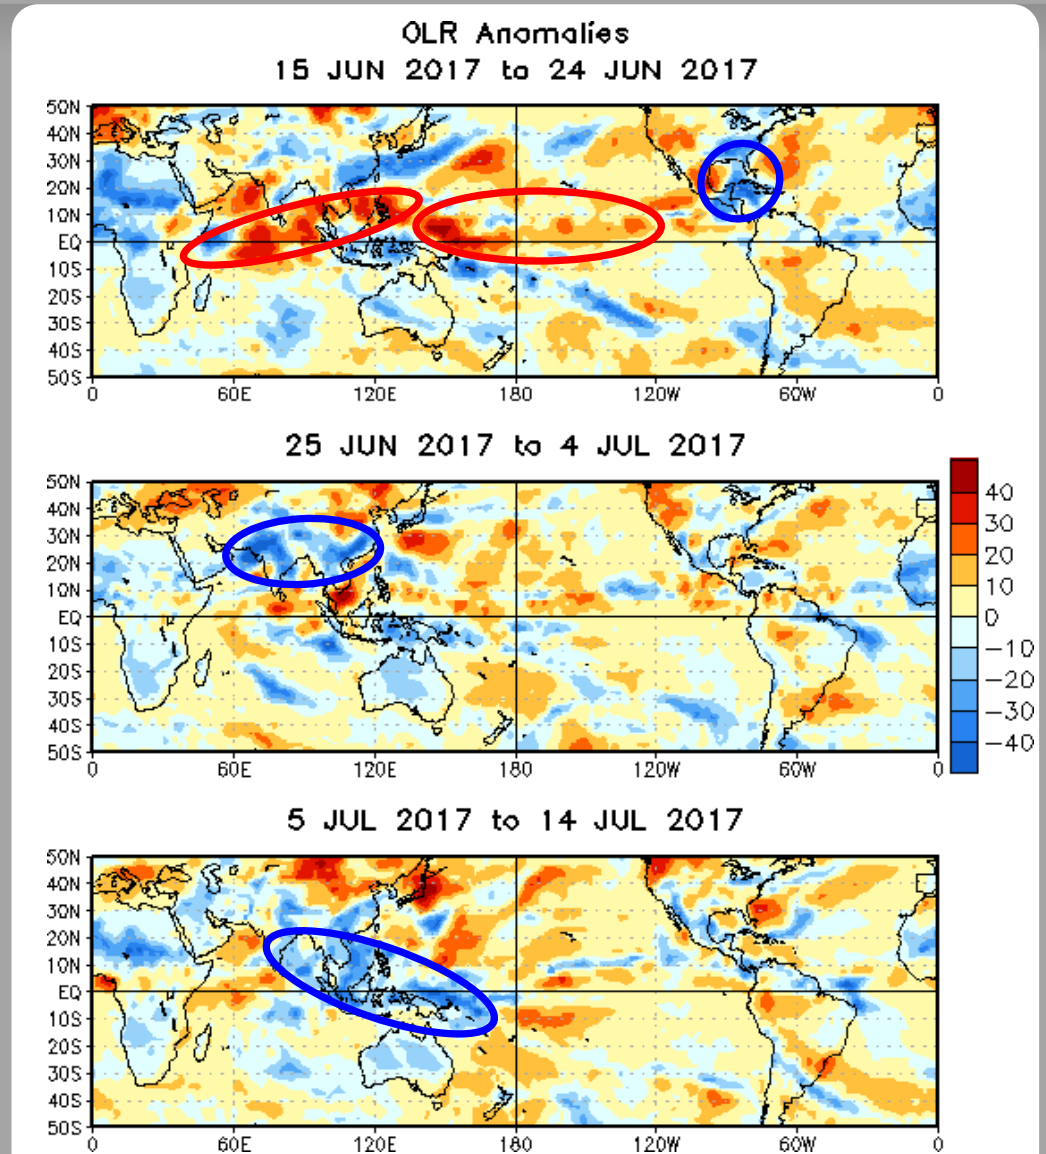 OLR Anomalies
15 JUN 2017 to 24 JUN 2017
50N
40N
30N
20N
10N
EQ
10S
20S
30S
40S
50S
0 60E 120E 180 120W 60W 0
25 JUN 2017 to 4 JUL 2017
50N
40N
30N
20N
10N
EQ
10S
20S
30S
40S
50S
0 60E 120E 180 120W 60W 0
40
30
20
10
0
-10
-20
-30
-40
5 JUL 2017 to 14 JUL 2017
50N
40N
30N
20N
10N
EQ
10S
20S
30S
40S
50S
0 60E 120E 180 120W 60W 0